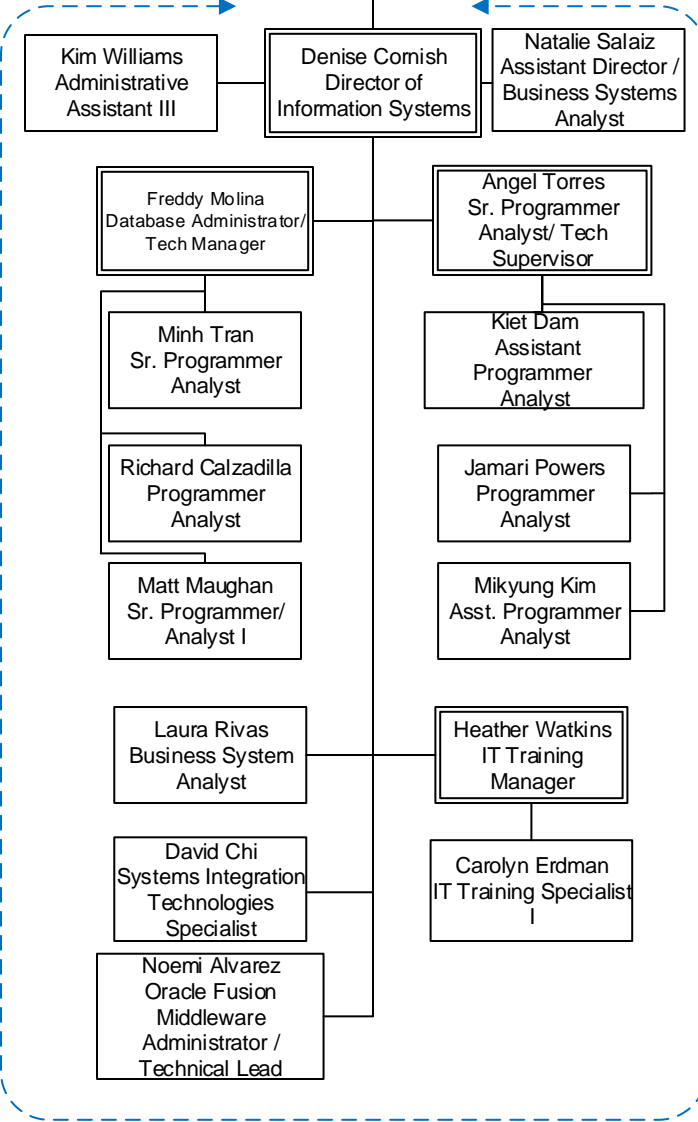 Kim Williams
Administrative
Assistant III
Denise Cornish
Director of
Information Systems
Natalie Salaiz
Assistant Director /
Business Systems
Analyst
Freddy Molina
Database Administrator/
Tech Manager
Angel Torres
Sr. Programmer
Analyst/ Tech
Supervisor
Minh Tran
Sr. Programmer
Analyst
Kiet Dam
Assistant
Programmer
Analyst
Richard Calzadilla
Programmer
Analyst
Jamari Powers
Programmer
Analyst
Matt Maughan
Sr. Programmer/
Analyst I
Mikyung Kim
Asst. Programmer
Analyst
Laura Rivas
Business System
Analyst
Heather Watkins
IT Training
Manager
David Chi
Systems Integration
Technologies
Specialist
Carolyn Erdman
IT Training Specialist
I
Noemi Alvarez
Oracle Fusion
Middleware
Administrator /
Technical Lead